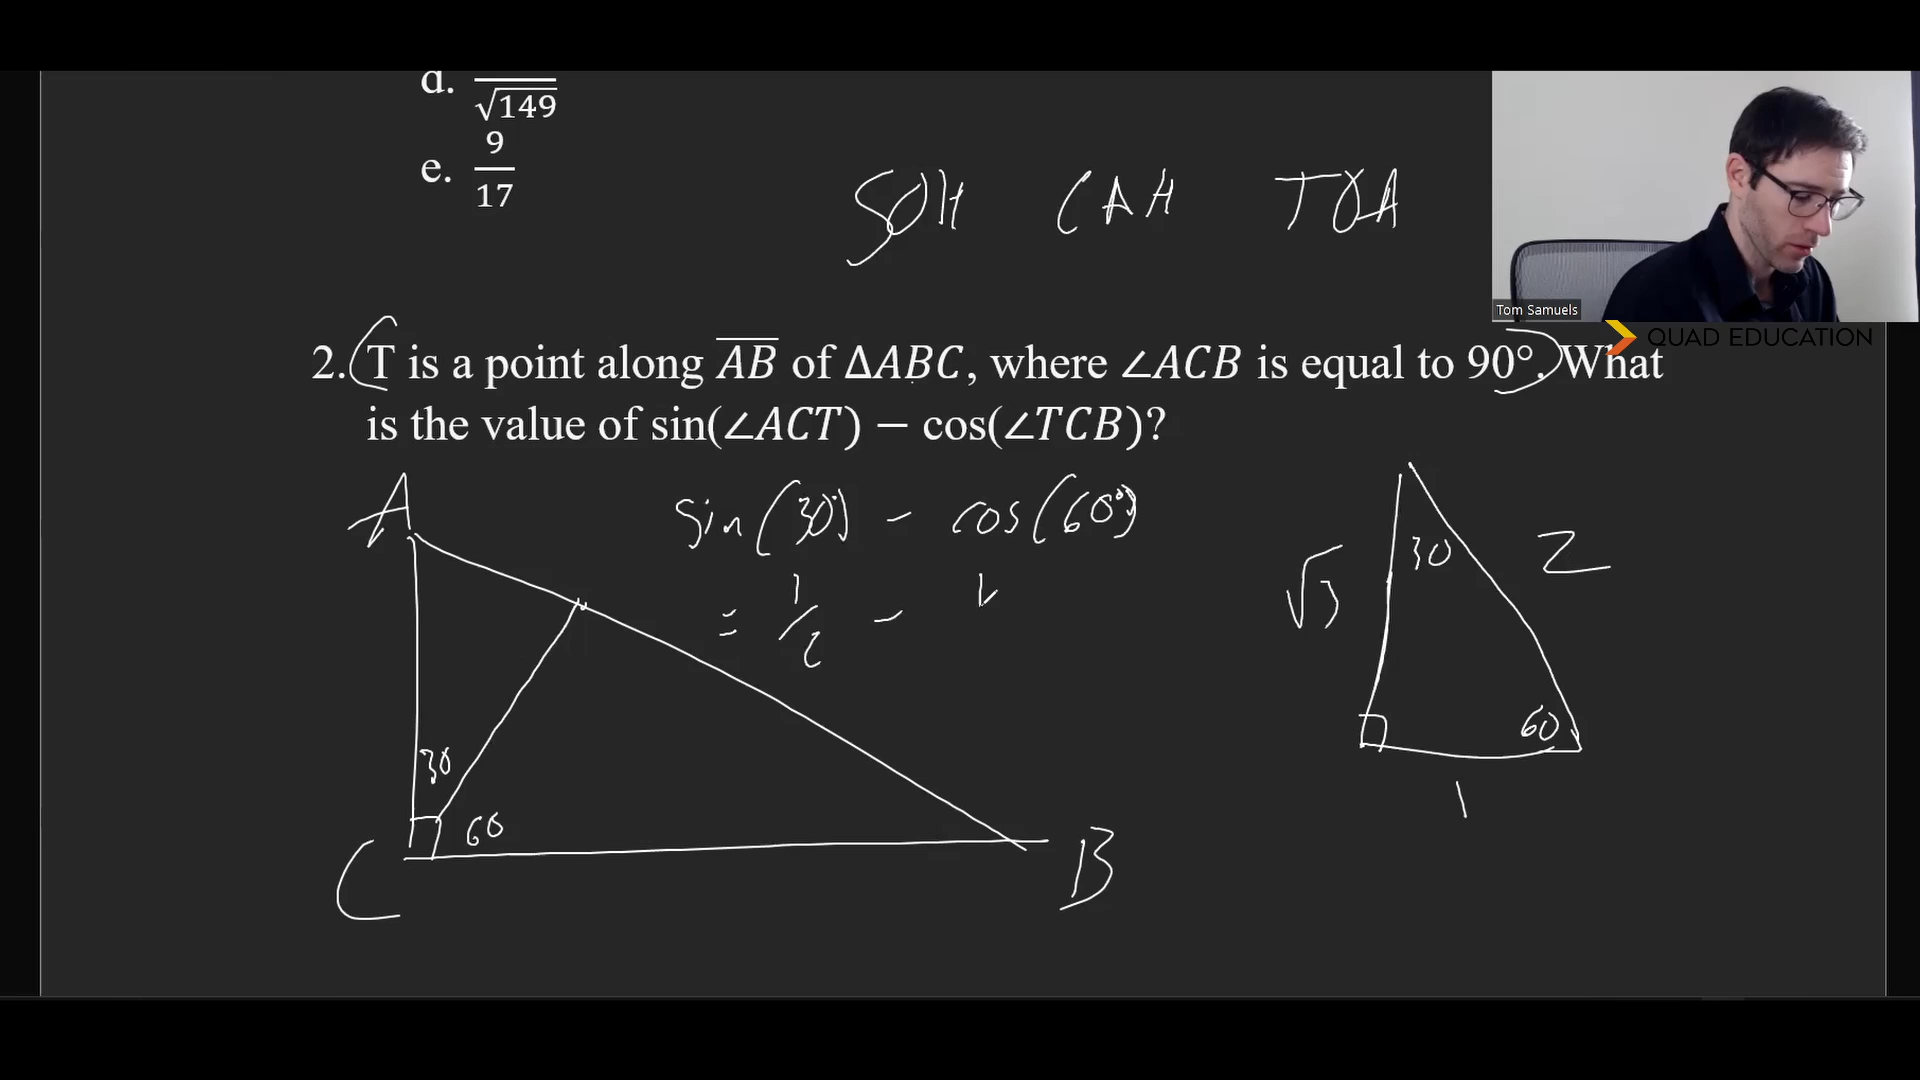 d. √149
e. 9/17
SOH CAH TOA
Tom Samuels
QUAD EDUCATION
2. T is a point along AB of ΔABC, where ∠ACB is equal to 90°. What
is the value of sin(∠ACT) − cos(∠TCB)?
A
sin(30°) - cos(60°)
= 1/2 - 1
30
60
C
B
30
2
√3
60
1